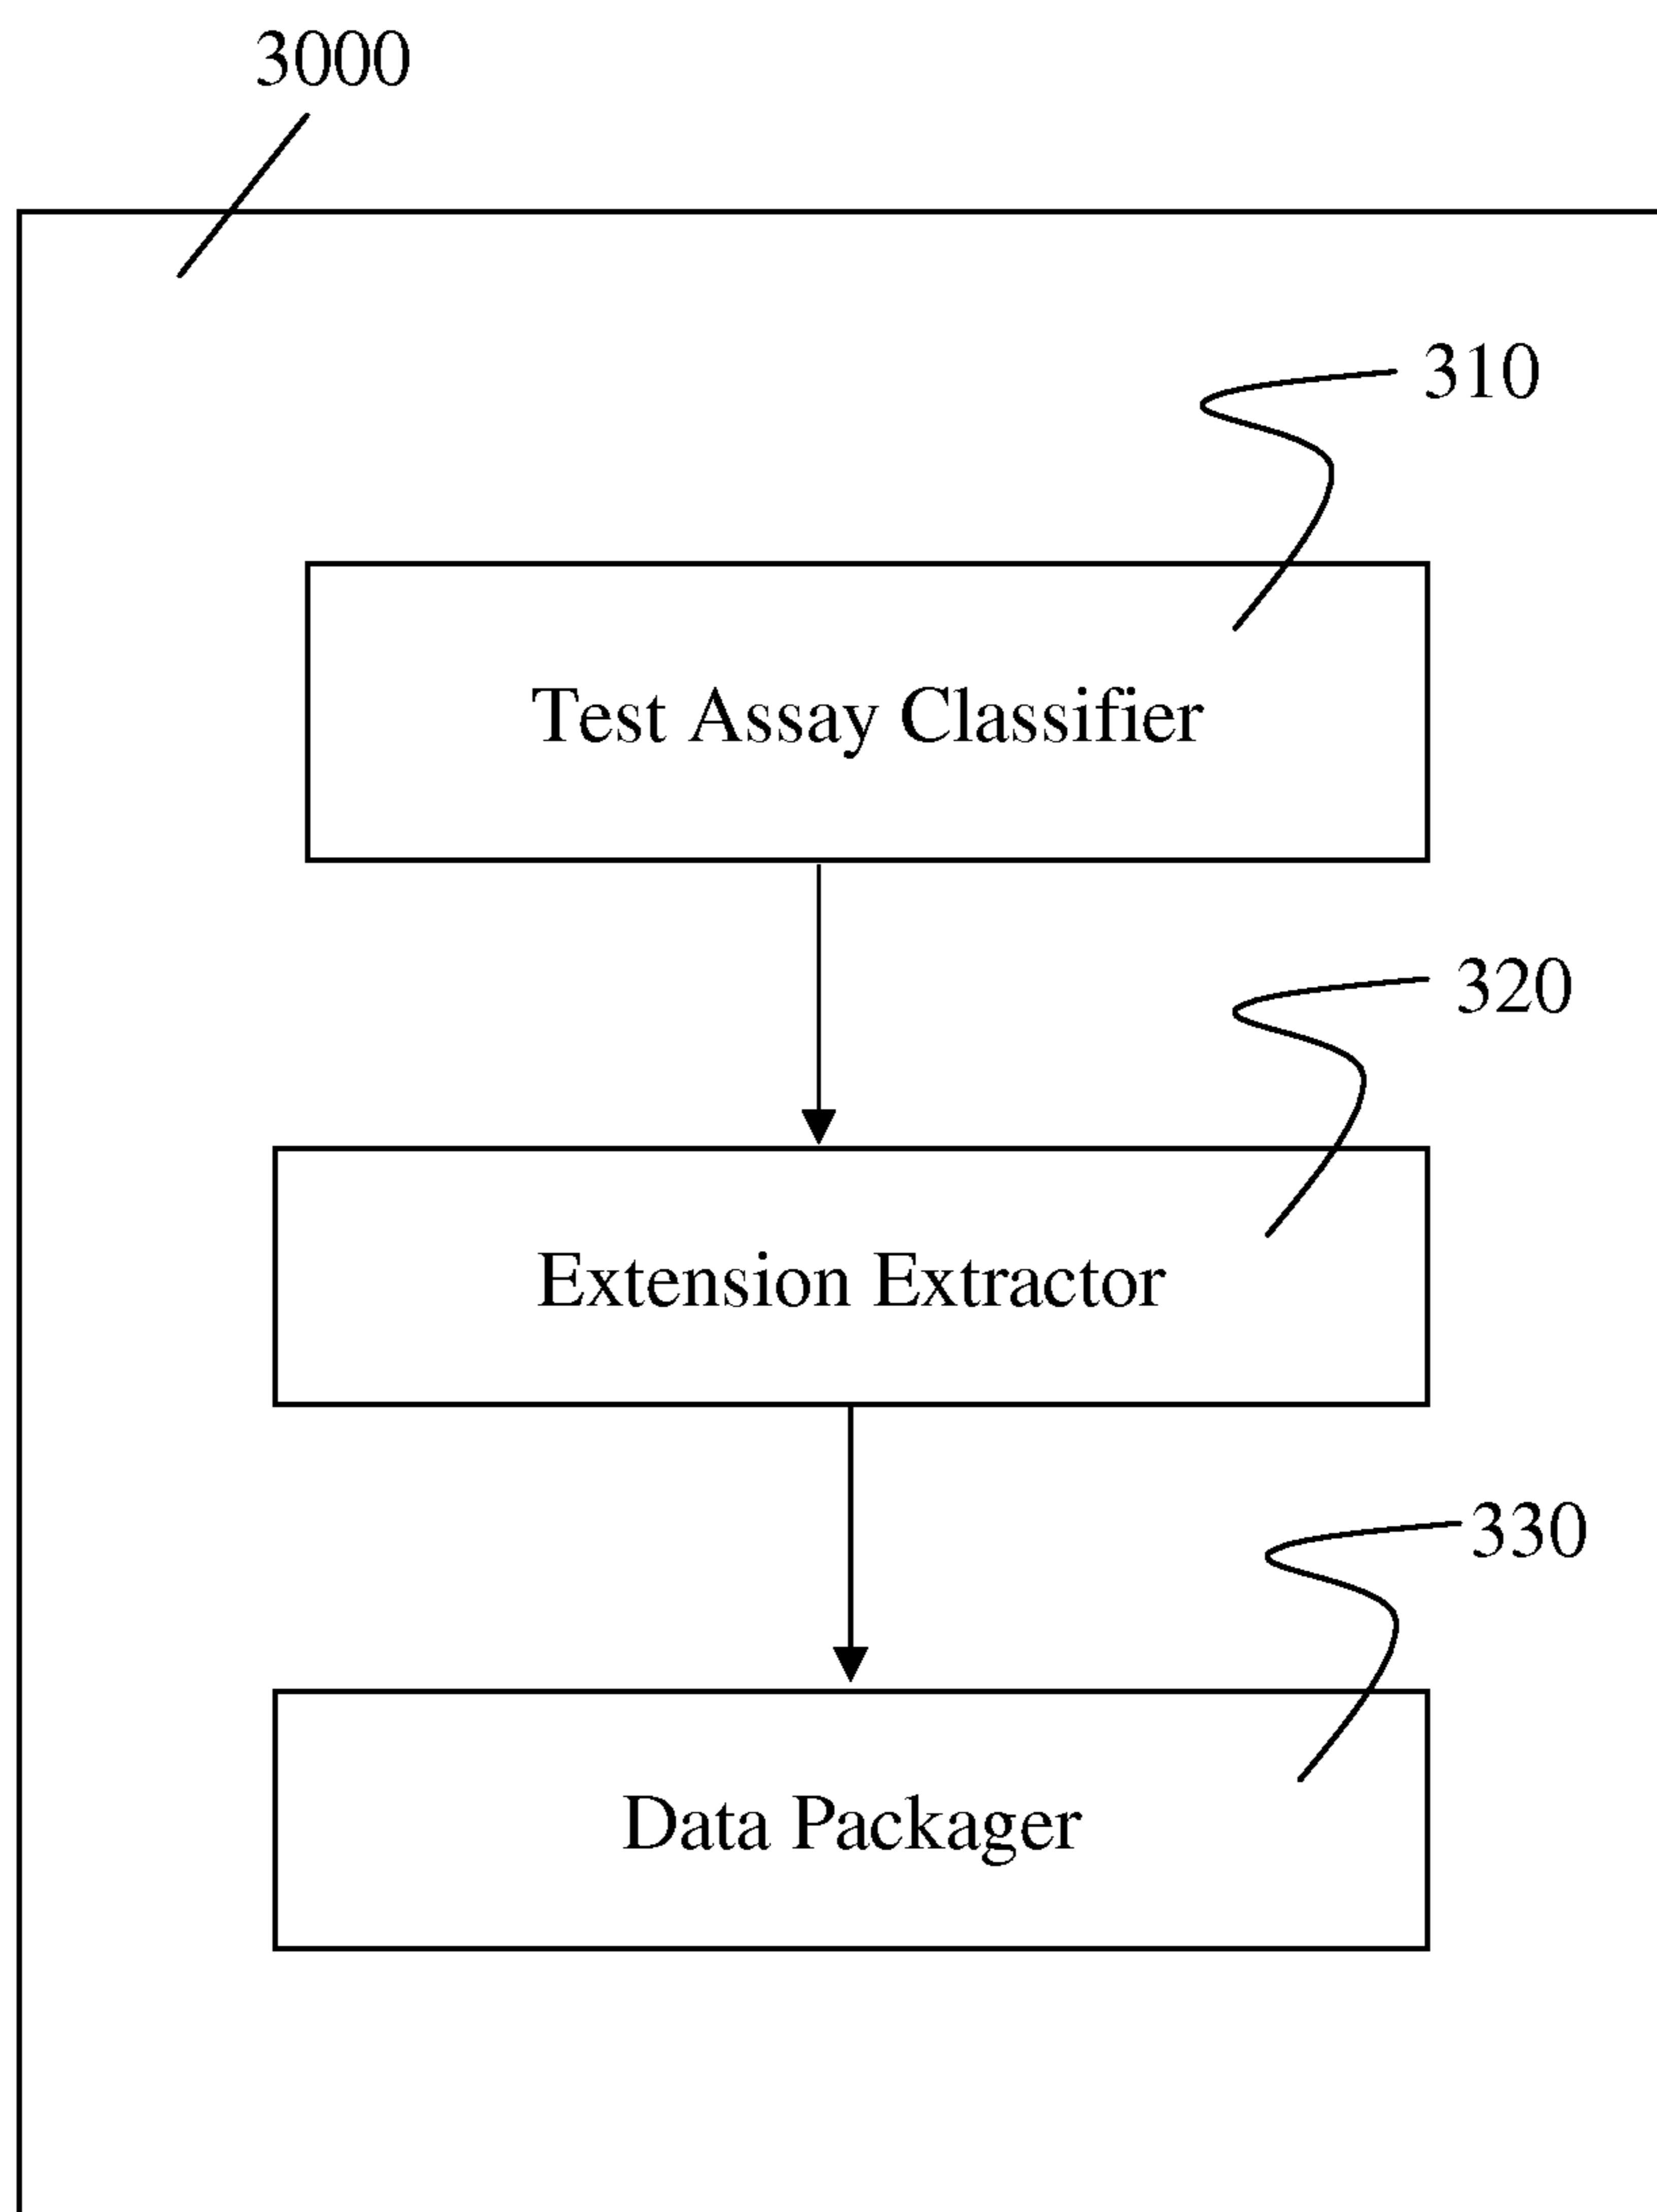 3000
310
Test Assay Classifier
320
Extension Extractor
330
Data Packager